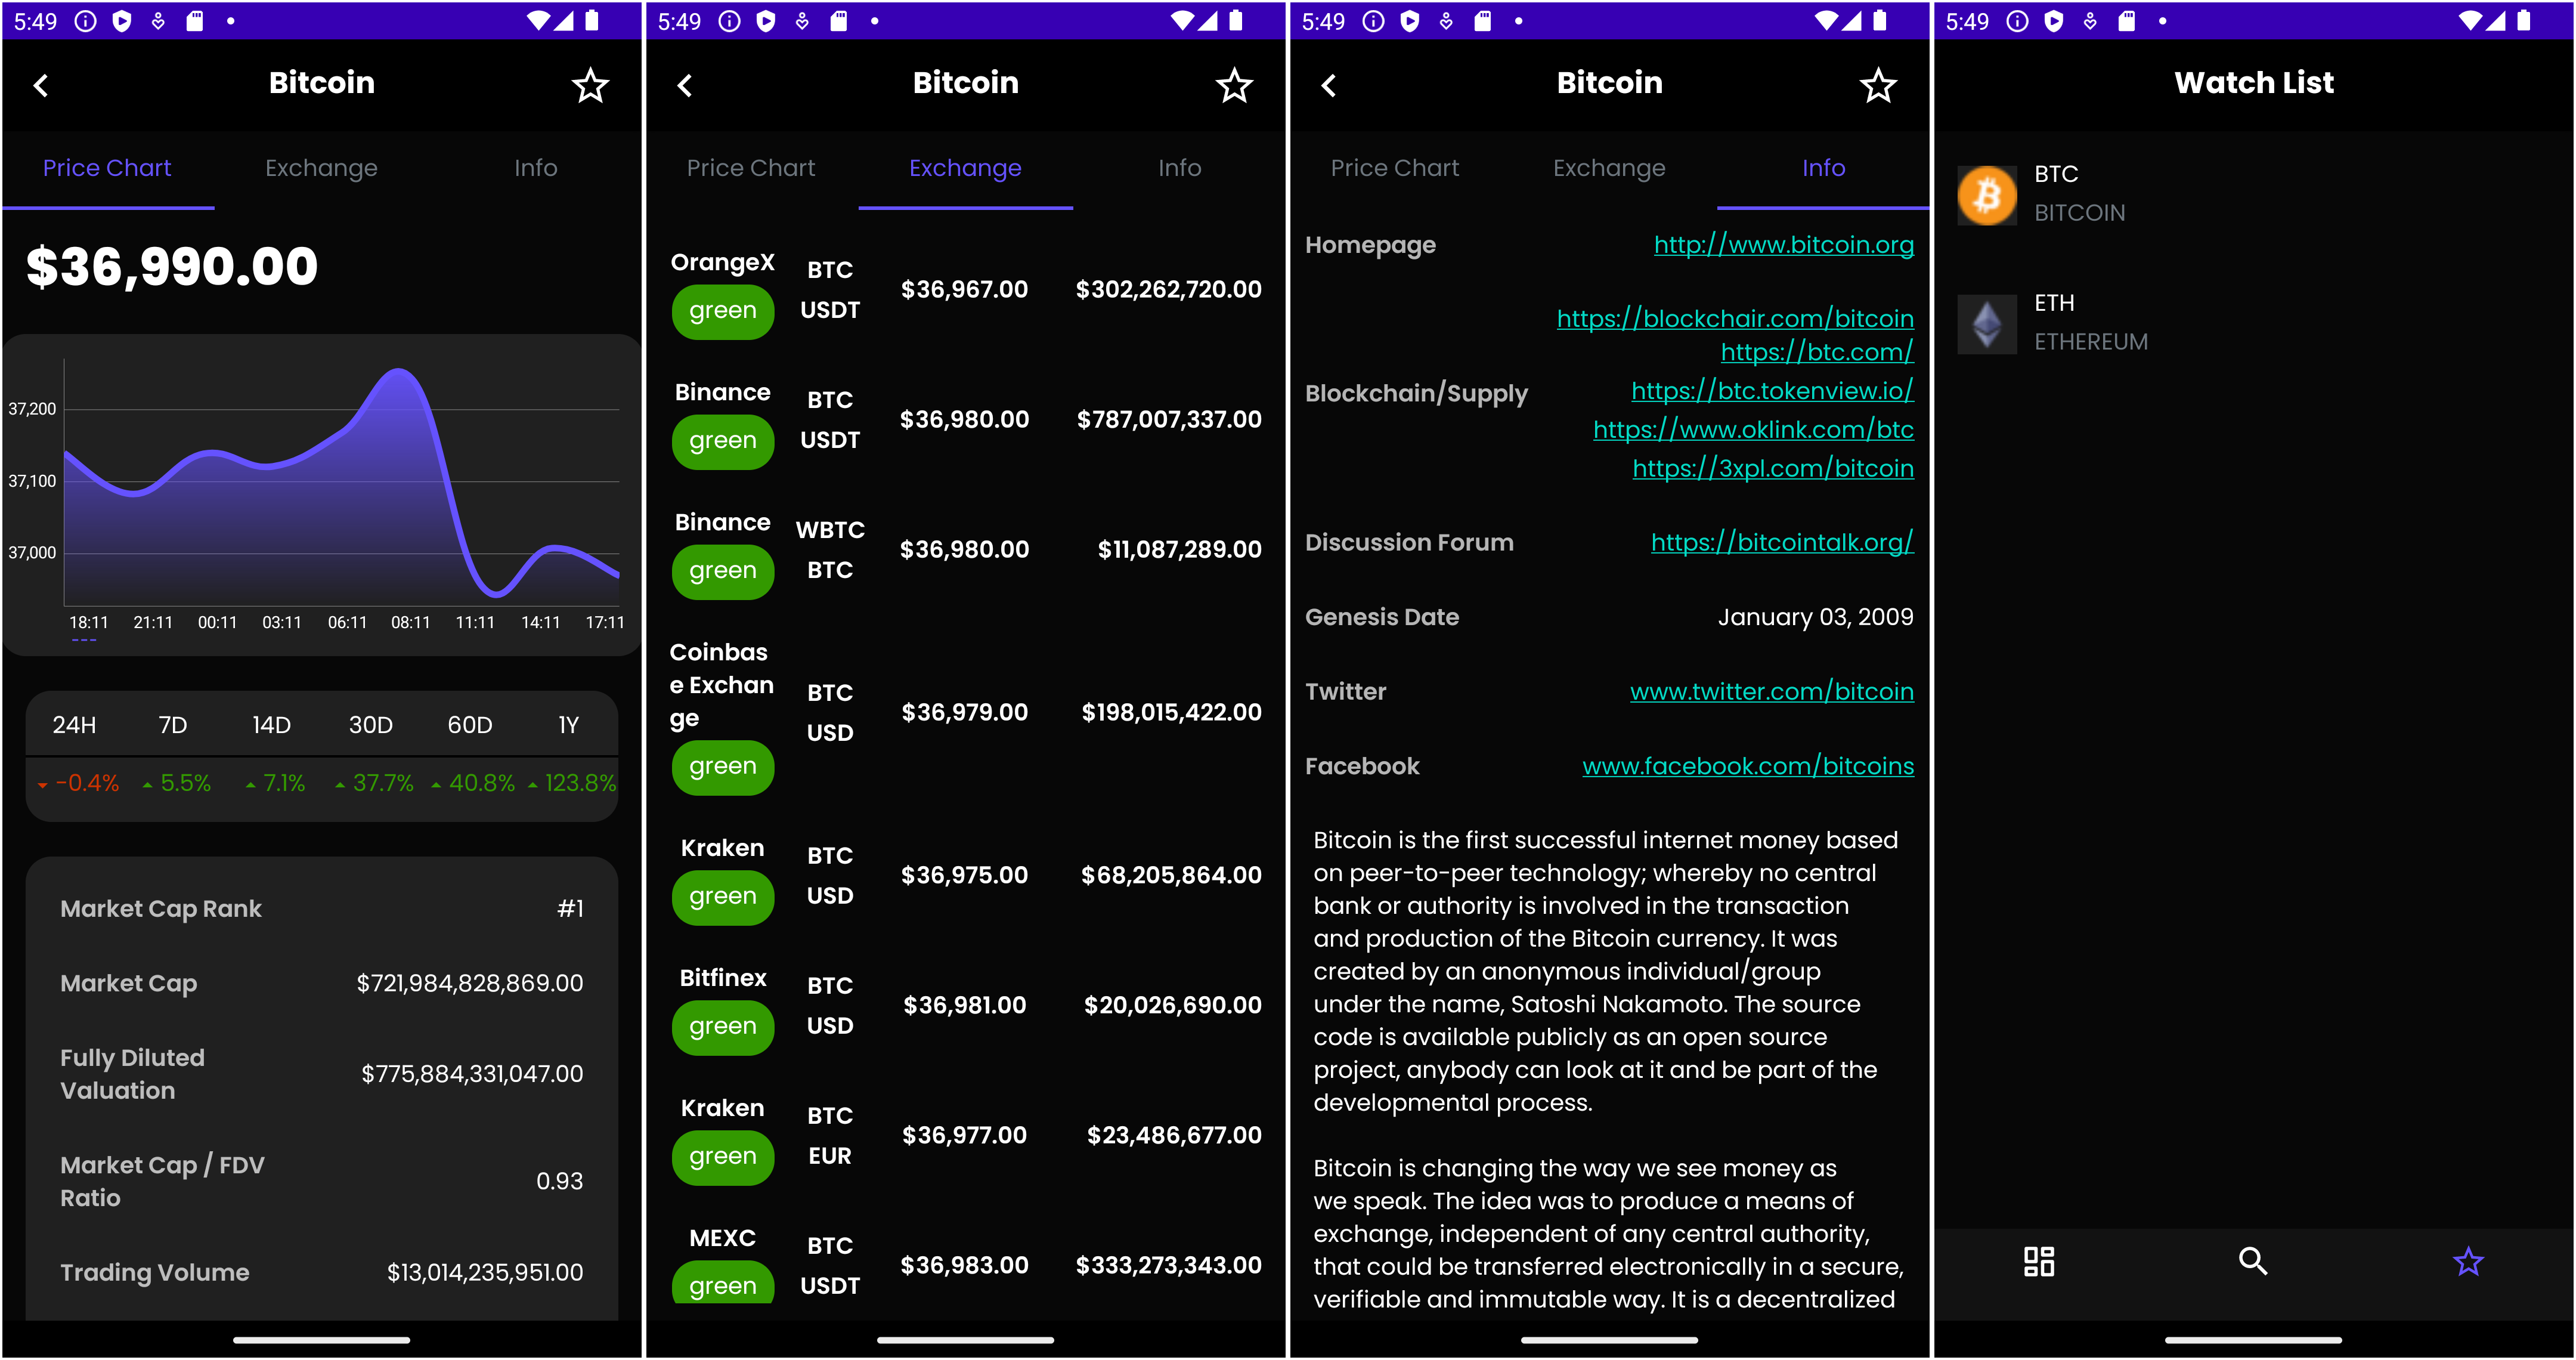 5:49
Bitcoin
Price Chart Exchange Info
$36,990.00
37,200
37,100
37,000
18:11 21:11 00:11 03:11 06:11 08:11 11:11 14:11 17:11
24H 7D 14D 30D 60D 1Y
-0.4% 5.5% 7.1% 37.7% 40.8% 123.8%
Market Cap Rank #1
Market Cap $721,984,828,869.00
Fully Diluted
Valuation
$775,884,331,047.00
Market Cap / FDV
Ratio
0.93
Trading Volume $13,014,235,951.00
5:49
Bitcoin
Price Chart Exchange Info
OrangeX
green
BTC
USDT
$36,967.00 $302,262,720.00
Binance
green
BTC
USDT
$36,980.00 $787,007,337.00
Binance
green
WBTC
BTC
$36,980.00 $11,087,289.00
Coinbas
e Exchan
ge
green
BTC
USD
$36,979.00 $198,015,422.00
Kraken
green
BTC
USD
$36,975.00 $68,205,864.00
Bitfinex
green
BTC
USD
$36,981.00 $20,026,690.00
Kraken
green
BTC
EUR
$36,977.00 $23,486,677.00
MEXC
green
BTC
USDT
$36,983.00 $333,273,343.00
5:49
Bitcoin
Price Chart Exchange Info
Homepage http://www.bitcoin.org
Blockchain/Supply
https://blockchair.com/bitcoin
https://btc.com/
https://btc.tokenview.io/
https://www.oklink.com/btc
https://3xpl.com/bitcoin
Discussion Forum https://bitcointalk.org/
Genesis Date January 03, 2009
Twitter www.twitter.com/bitcoin
Facebook www.facebook.com/bitcoins
Bitcoin is the first successful internet money based
on peer-to-peer technology; whereby no central
bank or authority is involved in the transaction
and production of the Bitcoin currency. It was
created by an anonymous individual/group
under the name, Satoshi Nakamoto. The source
code is available publicly as an open source
project, anybody can look at it and be part of the
developmental process.
Bitcoin is changing the way we see money as
we speak. The idea was to produce a means of
exchange, independent of any central authority,
that could be transferred electronically in a secure,
verifiable and immutable way. It is a decentralized
5:49
Watch List
BTC
BITCOIN
ETH
ETHEREUM